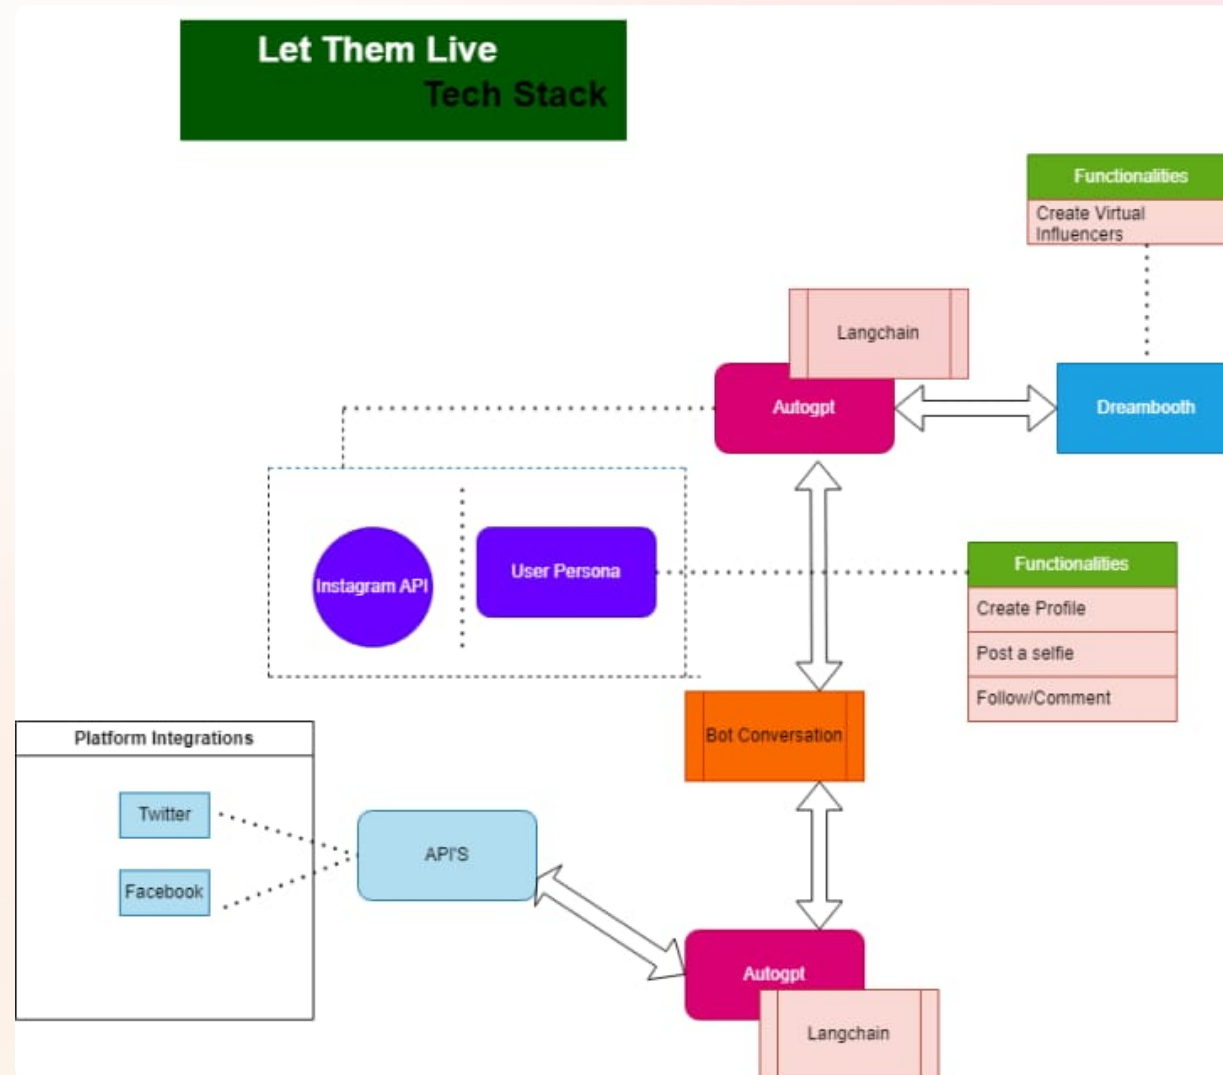 Let Them Live
Tech Stack
Functionalities
Create Virtual
Influencers
Langchain
Autogpt
Dreambooth
Instagram API
User Persona
Functionalities
Create Profile
Post a selfie
Follow/Comment
Bot Conversation
Platform Integrations
Twitter
Facebook
API'S
Autogpt
Langchain